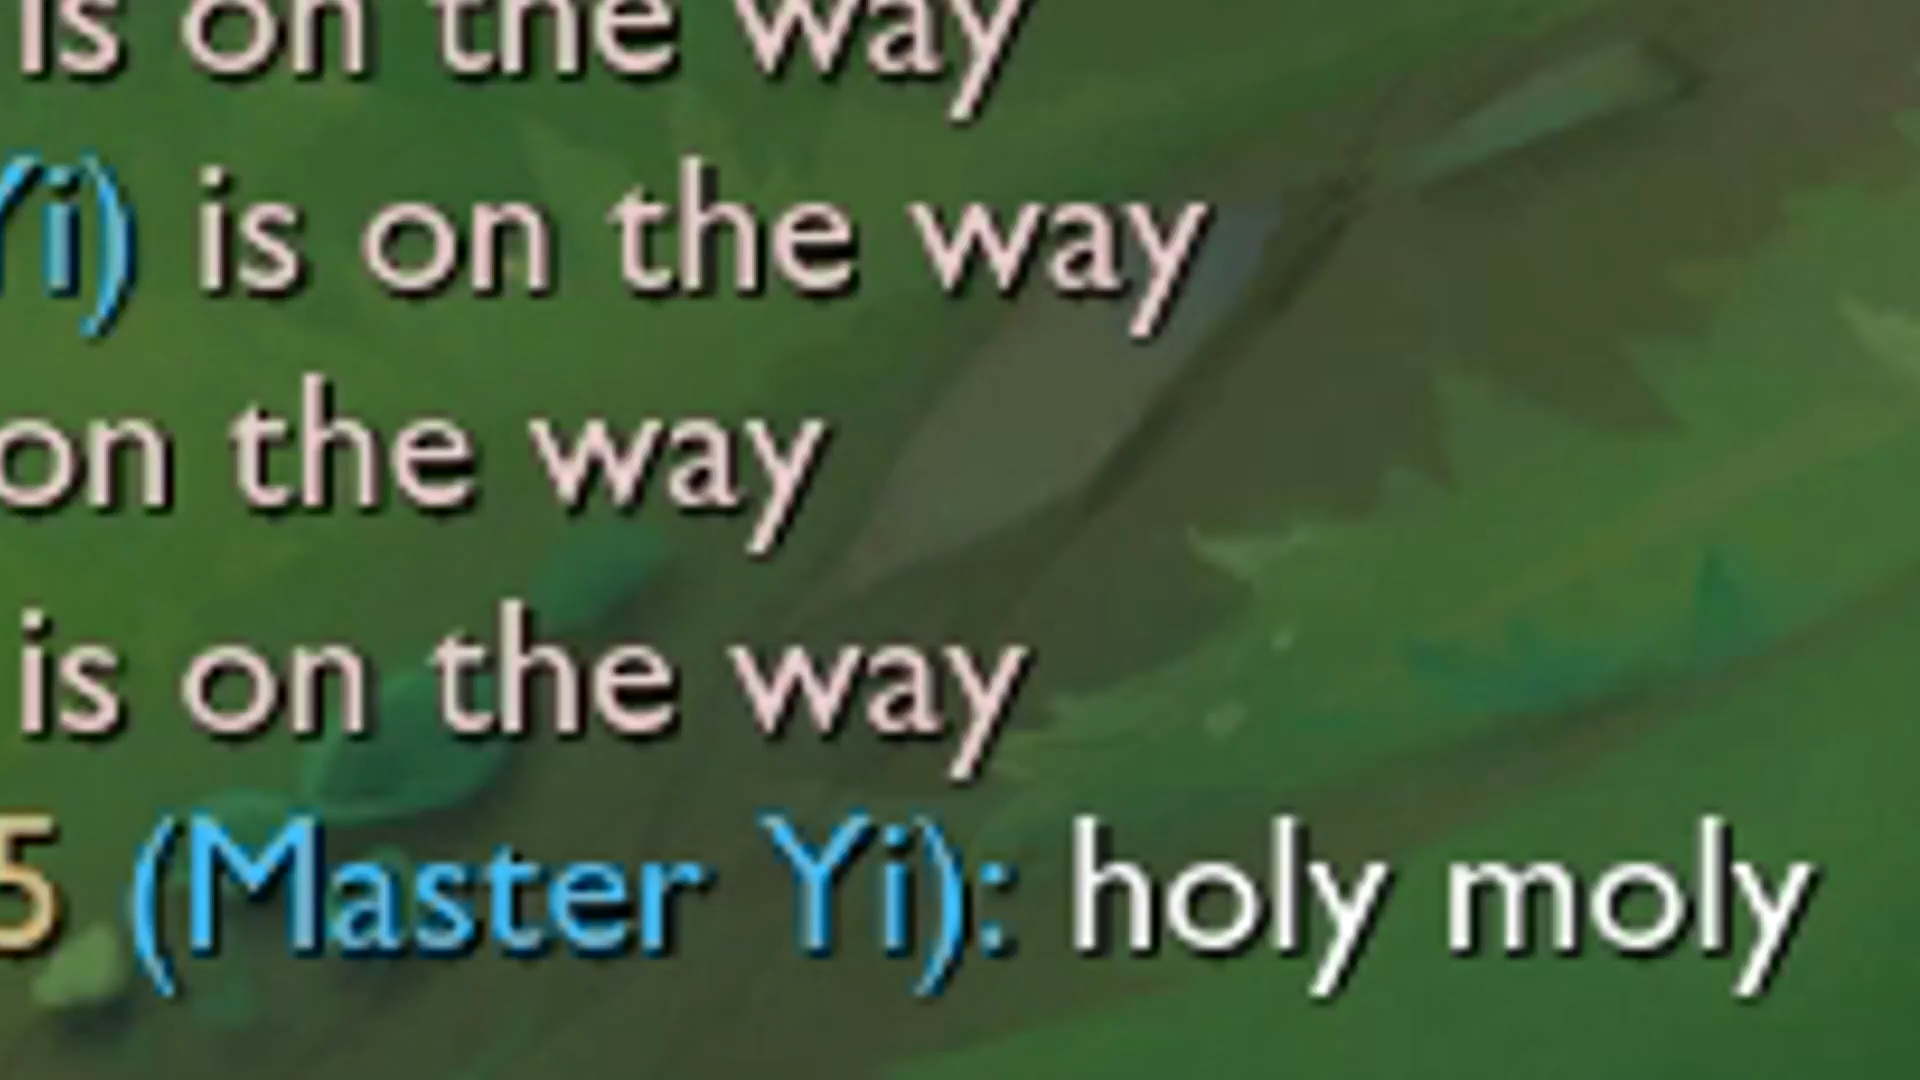 is on the way
Yi) is on the way
on the way
is on the way
5 (Master Yi): holy moly